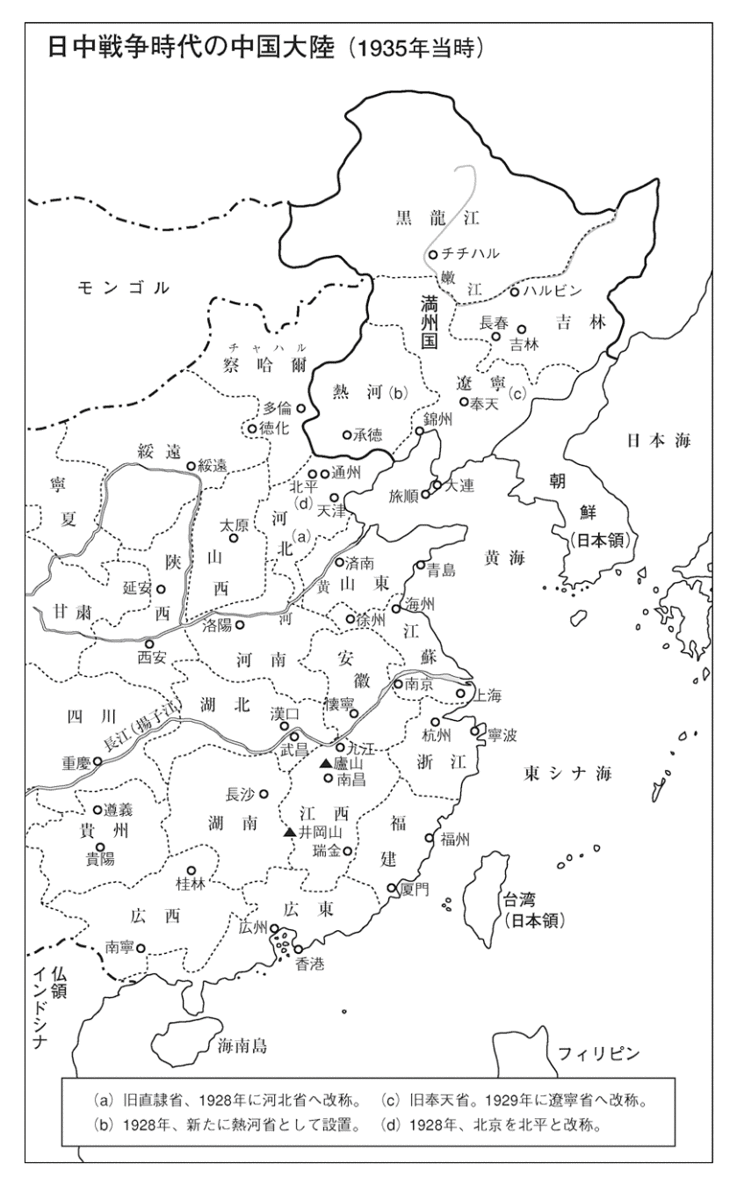 日中戦争時代の中国大陸（1935年当時）
黒龍江
チチハル
嫩江
ハルビン
モンゴル
満州国
長春
吉林
吉林
チャハル
察哈爾
熱河(b)
遼寧(c)
奉天
多倫
徳化
承徳
錦州
日本海
綏遠
綏遠
北平
(d)
通州
天津
旅順
大連
朝鮮
(日本領)
寧夏
太原
河北
(a)
陝西
山西
済南
黄海
青島
延安
山東
黄河
甘粛
海州
洛陽
徐州
江蘇
西安
河南
安徽
南京
上海
四川
長江(揚子江)
湖北
漢口
懐寧
武昌
杭州
寧波
重慶
九江
廬山
浙江
東シナ海
南昌
長沙
遵義
湖南
江西
貴州
井岡山
福建
福州
貴陽
瑞金
桂林
厦門
広西
広東
台湾
(日本領)
広州
南寧
香港
仏領
インドシナ
海南島
フィリピン
（a）旧直隷省、1928年に河北省へ改称。
（c）旧奉天省。1929年に遼寧省へ改称。
（b）1928年、新たに熱河省として設置。
（d）1928年、北京を北平と改称。